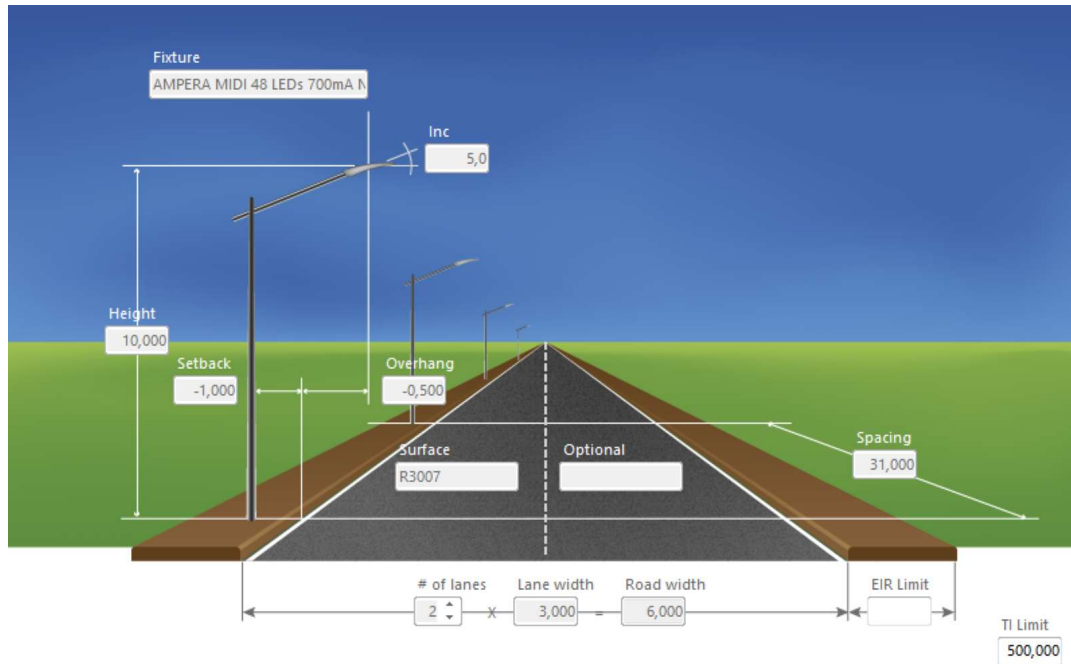 Fixture
AMPERA MIDI 48 LEDs 700mA N
Inc
5,0
Height
10,000
Setback
-1,000
Overhang
-0,500
Surface
R3007
Optional
Spacing
31,000
# of lanes
2
x
Lane width
3,000
=
Road width
6,000
EIR Limit
TI Limit
500,000